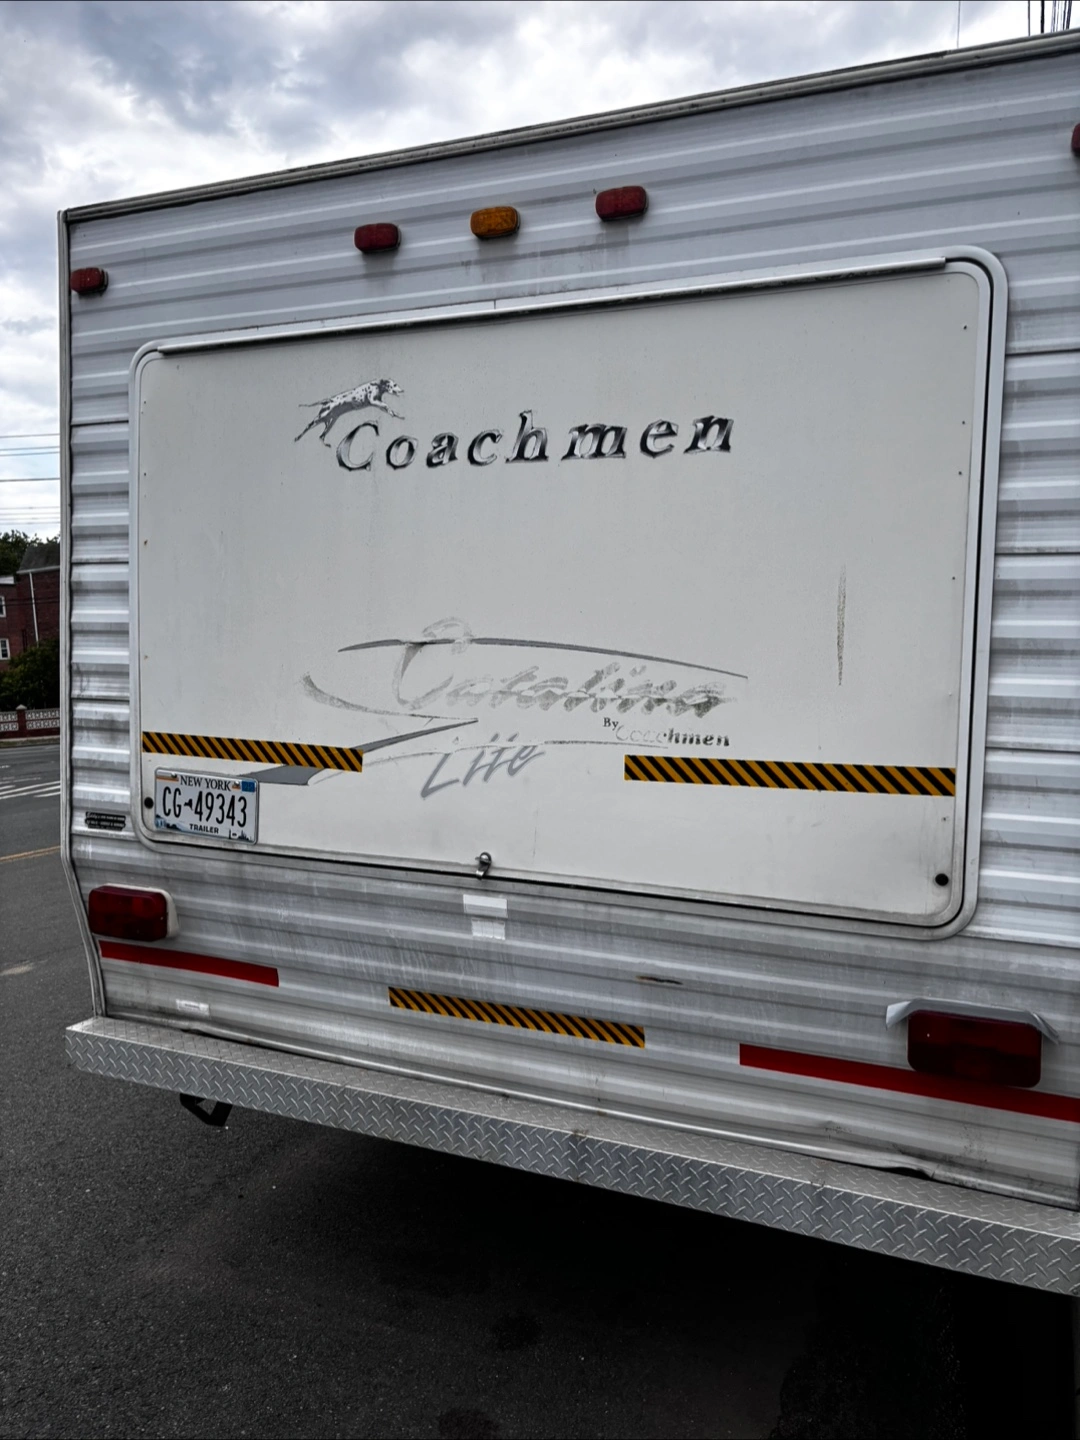 Coachmen
Catalina
By Coachmen
Lite
NEW YORK
CG 49343
TRAILER